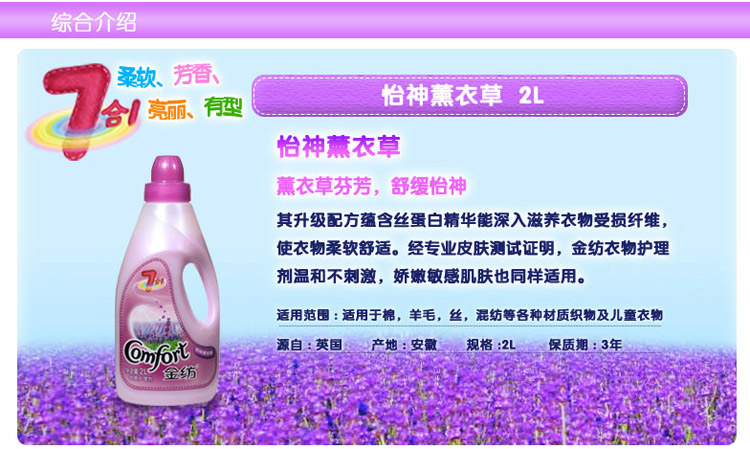 综合介绍
7合1
柔软、芳香、
亮丽、有型
怡神薰衣草 2L
怡神薰衣草
薰衣草芬芳，舒缓怡神
其升级配方蕴含丝蛋白精华能深入滋养衣物受损纤维，
使衣物柔软舒适。经专业皮肤测试证明，金纺衣物护理
剂温和不刺激，娇嫩敏感肌肤也同样适用。
适用范围：适用于棉，羊毛，丝，混纺等各种材质织物及儿童衣物
源自：英国 产地：安徽 规格：2L 保质期：3年
7合1
Comfort
金纺